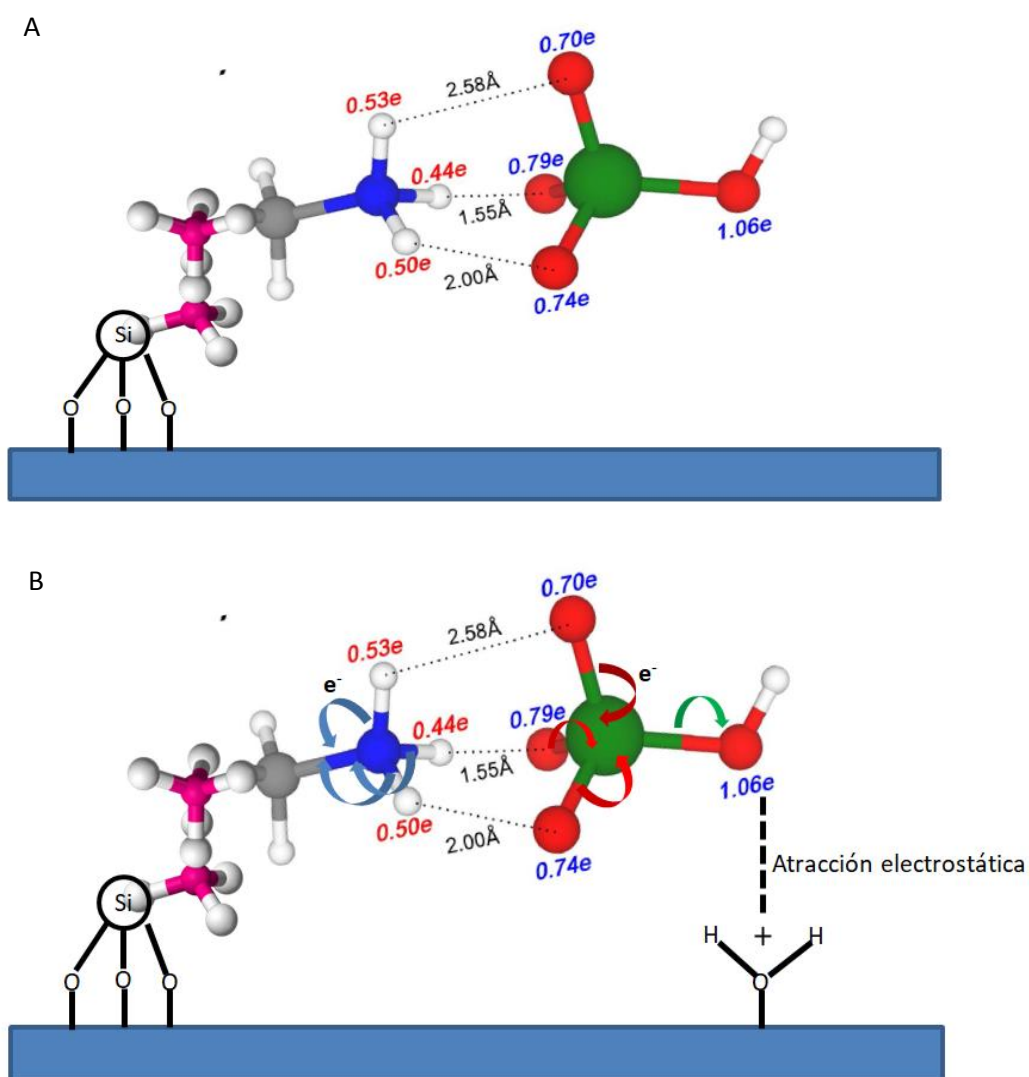 A
0.70e
2.58Å
0.53e
0.79e
0.44e
1.55Å
1.06e
0.50e
2.00Å
0.74e
Si
O O O
B
0.70e
2.58Å
0.53e
e-
e-
0.79e
0.44e
1.55Å
1.06e
0.50e
2.00Å
0.74e
Atracción electrostática
Si
H + H
O O O
O